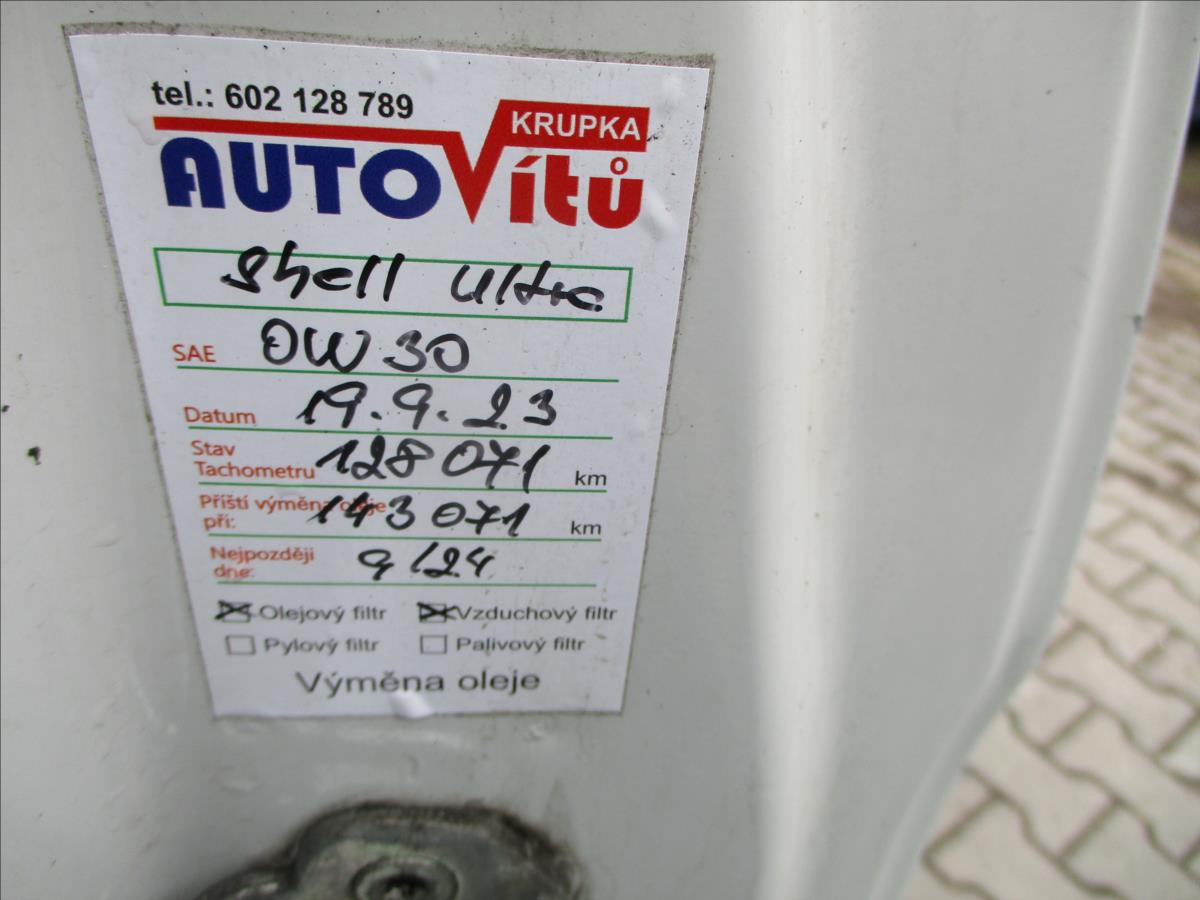 tel.: 602 128 789
KRUPKA
AUTO Vítů
Shell Ultra
SAE 0W30
Datum 19.9.23
Stav
Tachometru 128 071 km
Příští výměna oleje
při: 143 071 km
Nejpozději
dne: 9/24
Olejový filtr Vzduchový filtr
Pylový filtr Palivový filtr
Výměna oleje